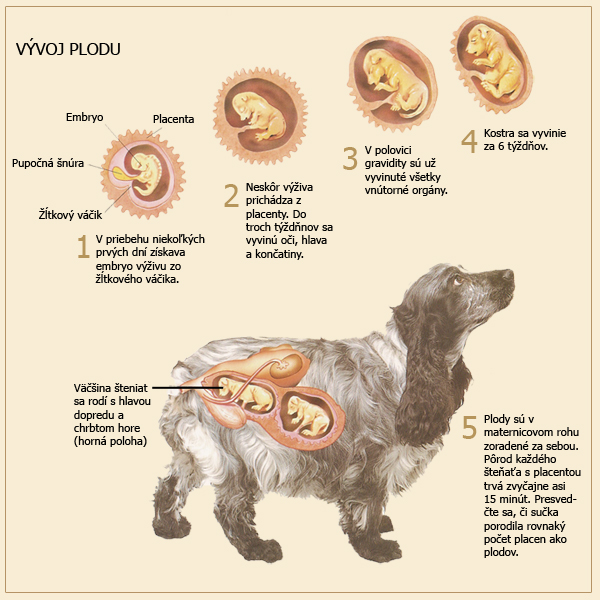 VÝVOJ PLODU
Embryo
Placenta
Pupočná šnúra
Žĺtkový váčik
1
V priebehu niekoľkých
prvých dní získava
embryo výživu zo
žĺtkového váčika.
2
Neskôr výživa
prichádza z
placenty. Do
troch týždňov sa
vyvinú oči, hlava
a končatiny.
3
V polovici
gravidity sú už
vyvinuté všetky
vnútorné orgány.
4
Kostra sa vyvinie
za 6 týždňov.
Väčšina šteniat
sa rodí s hlavou
dopredu a
chrbtom hore
(horná poloha)
5
Plody sú v
maternicovom rohu
zoradené za sebou.
Pôrod každého
šteňaťa s placentou
trvá zvyčajne asi
15 minút. Presved-
čte sa, či sučka
porodila rovnaký
počet placen ako
plodov.